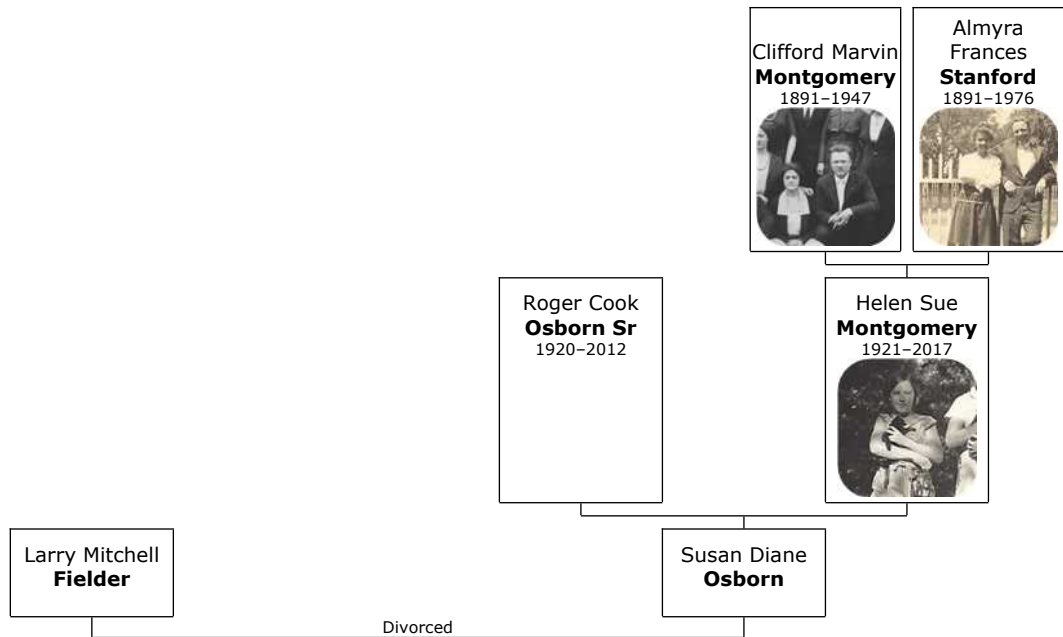 Clifford Marvin
Montgomery
1891–1947
Almyra
Frances
Stanford
1891–1976
Roger Cook
Osborn Sr
1920–2012
Helen Sue
Montgomery
1921–2017
Larry Mitchell
Fielder
Susan Diane
Osborn
Divorced